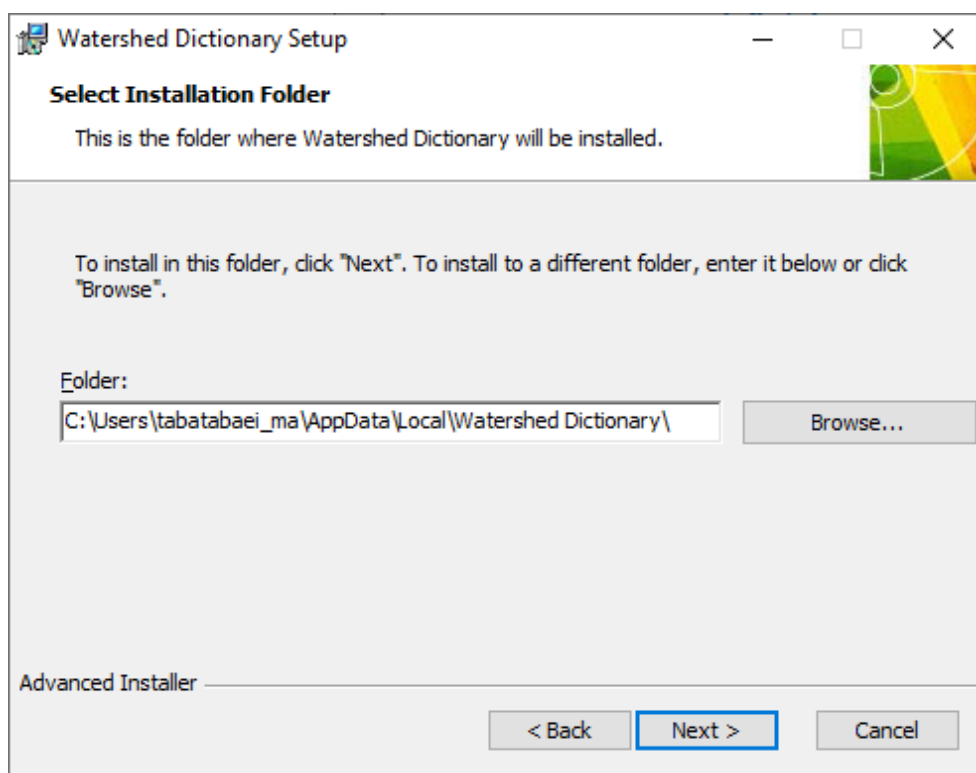 Watershed Dictionary Setup
Select Installation Folder
This is the folder where Watershed Dictionary will be installed.
To install in this folder, click "Next". To install to a different folder, enter it below or click
"Browse".
Folder:
C:\Users\tabatabaei_ma\AppData\Local\Watershed Dictionary\
Browse...
Advanced Installer
< Back
Next >
Cancel